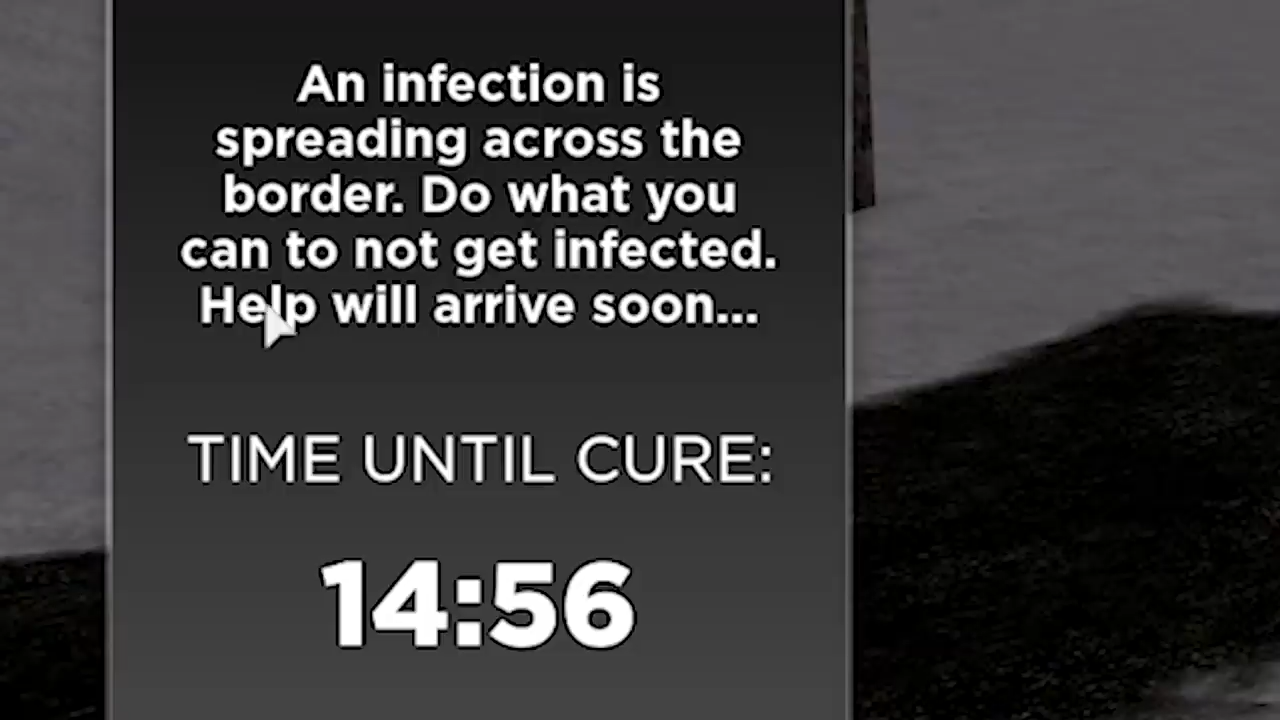 An infection is
spreading across the
border. Do what you
can to not get infected.
Help will arrive soon...
TIME UNTIL CURE:
14:56